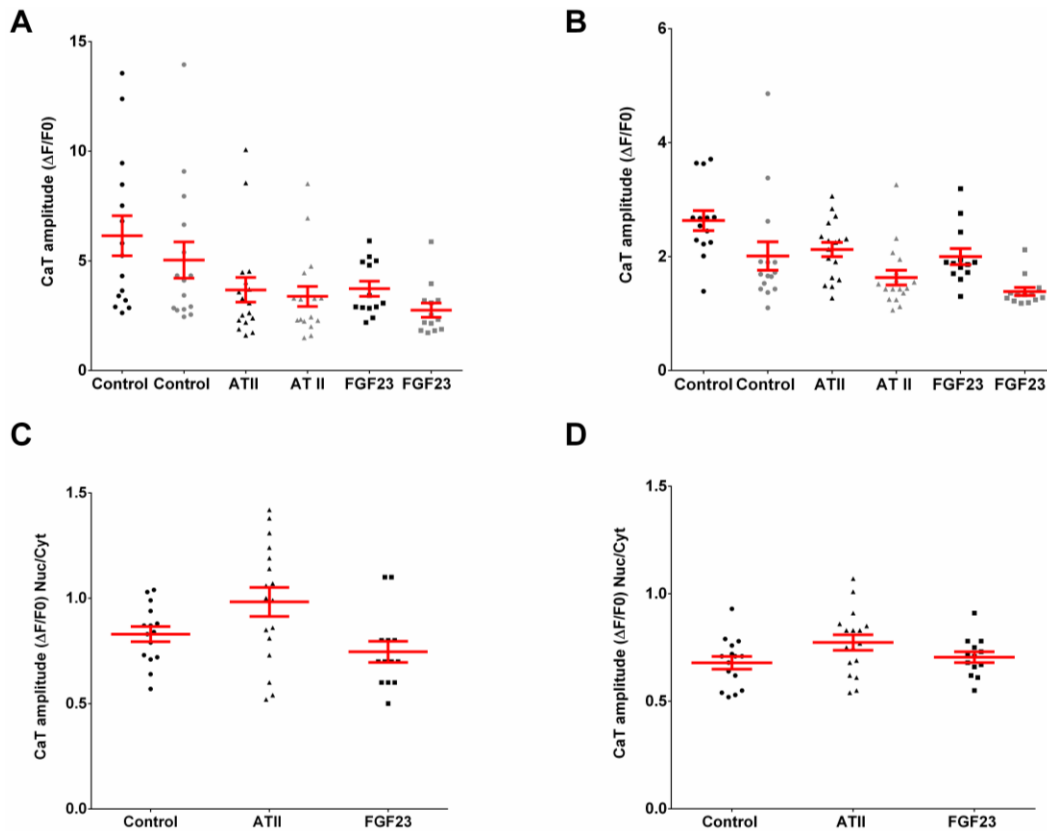 A
CaT amplitude (ΔF/F0)
15
10
5
0
Control Control ATII AT II FGF23 FGF23
B
CaT amplitude (ΔF/F0)
6
4
2
0
Control Control ATII AT II FGF23 FGF23
C
CaT amplitude (ΔF/F0) Nuc/Cyt
1.5
1.0
0.5
0.0
Control ATII FGF23
D
CaT amplitude (ΔF/F0) Nuc/Cyt
1.5
1.0
0.5
0.0
Control ATII FGF23